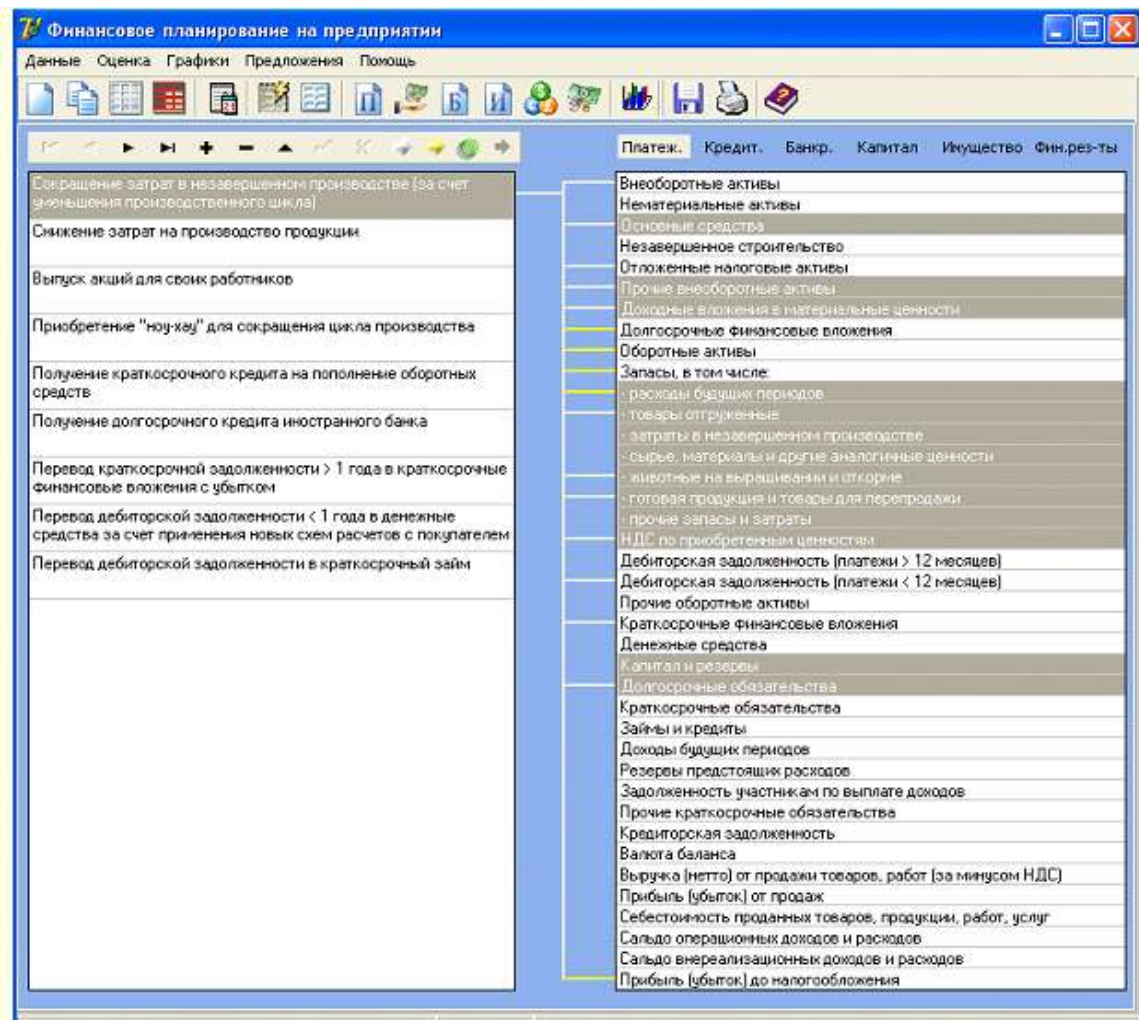 Финансовое планирование на предприятии
Данные Оценка Графики Предложения Помощь
Платеж. Кредит. Банкр. Капитал Имущество Фин.рез-ты
Сокращение затрат в незавершенном производстве (за счет
уменьшения производственного цикла)
Снижение затрат на производство продукции
Выпуск акций для своих работников
Приобретение "ноу-хау" для сокращения цикла производства
Получение краткосрочного кредита на пополнение оборотных
средств
Получение долгосрочного кредита иностранного банка
Перевод краткосрочной задолженности > 1 года в краткосрочные
финансовые вложения с убытком
Перевод дебиторской задолженности < 1 года в денежные
средства за счет применения новых схем расчетов с покупателем
Перевод дебиторской задолженности в краткосрочный займ
Внеоборотные активы
Нематериальные активы
Основные средства
Незавершенное строительство
Отложенные налоговые активы
Прочие внеоборотные активы
Доходные вложения в материальные ценности
Долгосрочные финансовые вложения
Оборотные активы
Запасы, в том числе:
- расходы будущих периодов
- товары отгруженные
- затраты в незавершенном производстве
- сырье, материалы и другие аналогичные ценности
- животные на выращивании и откорме
- готовая продукция и товары для перепродажи
- прочие запасы и затраты
НДС по приобретенным ценностям
Дебиторская задолженность (платежи > 12 месяцев)
Дебиторская задолженность (платежи < 12 месяцев)
Прочие оборотные активы
Краткосрочные финансовые вложения
Денежные средства
Капитал и резервы
Долгосрочные обязательства
Краткосрочные обязательства
Займы и кредиты
Доходы будущих периодов
Резервы предстоящих расходов
Задолженность участникам по выплате доходов
Прочие краткосрочные обязательства
Кредиторская задолженность
Валюта баланса
Выручка (нетто) от продажи товаров, работ (за минусом НДС)
Прибыль (убыток) от продаж
Себестоимость проданных товаров, продукции, работ, услуг
Сальдо операционных доходов и расходов
Сальдо внереализационных доходов и расходов
Прибыль (убыток) до налогообложения